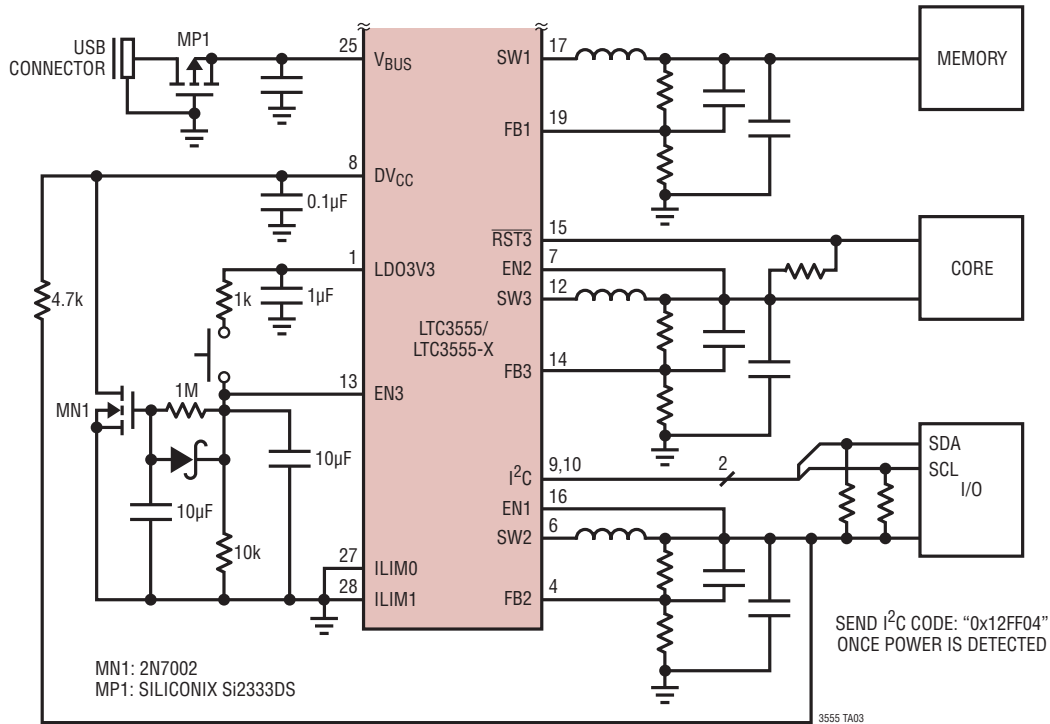 USB
CONNECTOR
MP1
25
VBUS
SW1
17
MEMORY
FB1
19
8
DVCC
0.1µF
RST3
15
1
LDO3V3
EN2
7
CORE
4.7k
1k
1µF
SW3
12
LTC3555/
LTC3555-X
FB3
14
13
EN3
MN1
1M
10µF
10µF
10k
I2C
9,10
2
SDA
SCL
I/O
EN1
16
SW2
6
27
ILIM0
28
ILIM1
FB2
4
SEND I2C CODE: “0x12FF04”
ONCE POWER IS DETECTED
MN1: 2N7002
MP1: SILICONIX Si2333DS
3555 TA03